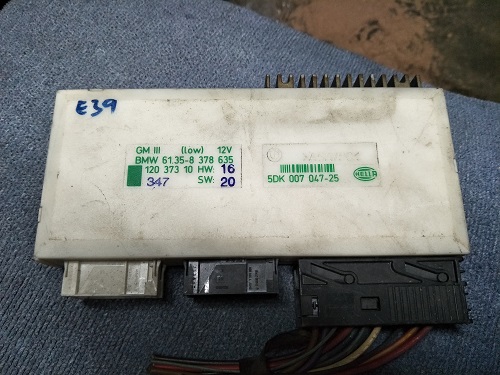 E39
GM III (low) 12V
BMW 61.35-8 378 635
120 373 10 HW: 16
347 SW: 20
5DK 007 047-25
HELLA